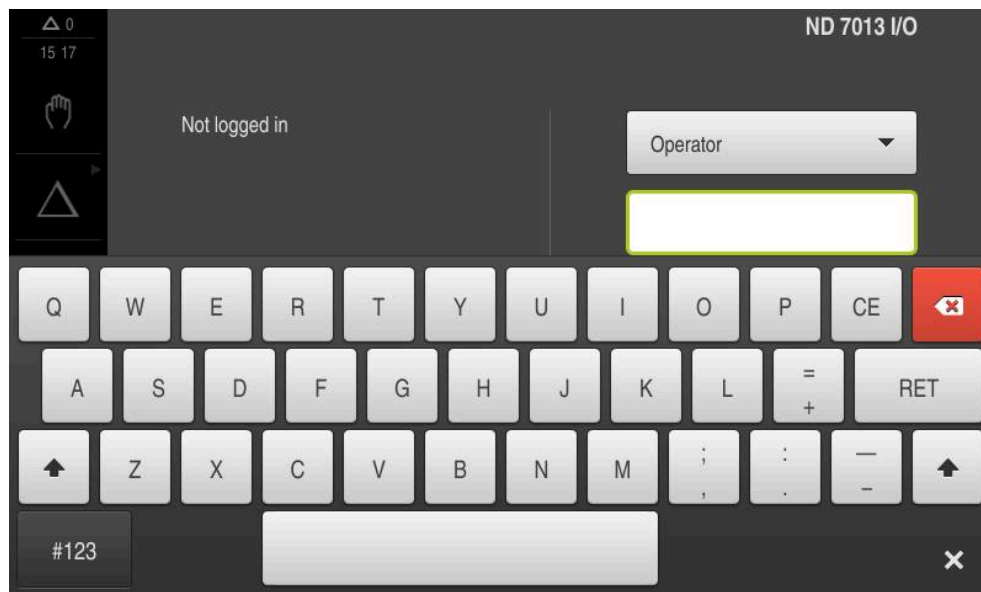 0
ND 7013 I/O
15 17
Not logged in
Operator
Q W E R T Y U I O P CE
A S D F G H J K L = + RET
Z X C V B N M ; , : . — –
#123